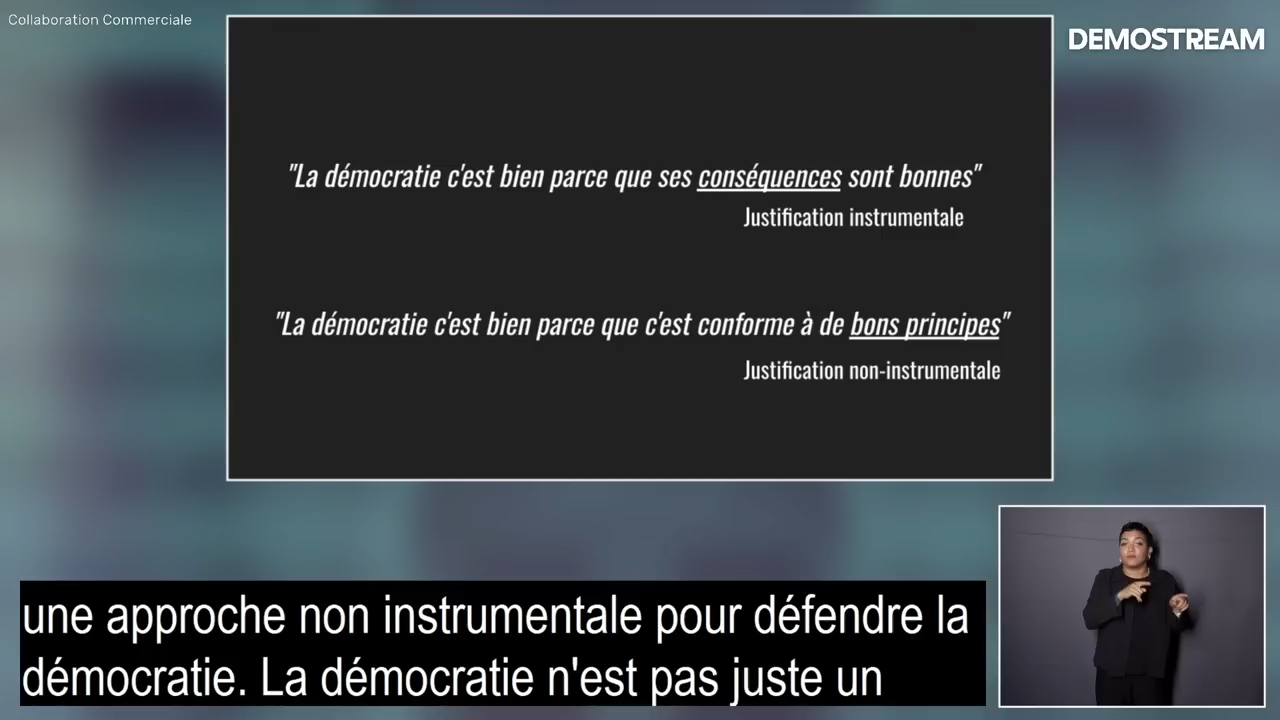 Collaboration Commerciale
DEMOSTREAM
"La démocratie c'est bien parce que ses conséquences sont bonnes"
Justification instrumentale
"La démocratie c'est bien parce que c'est conforme à de bons principes"
Justification non-instrumentale
une approche non instrumentale pour défendre la
démocratie. La démocratie n'est pas juste un